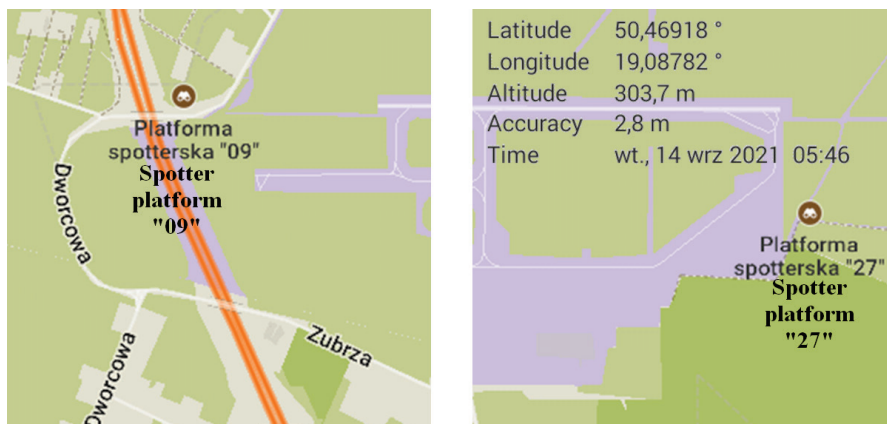 Platforma
spotterska "09"
Spotter
platform
"09"
Dworcowa
Dworcowa
Zubrza
Latitude 50,46918 °
Longitude 19,08782 °
Altitude 303,7 m
Accuracy 2,8 m
Time wt., 14 wrz 2021 05:46
Platforma
spotterska "27"
Spotter
platform
"27"